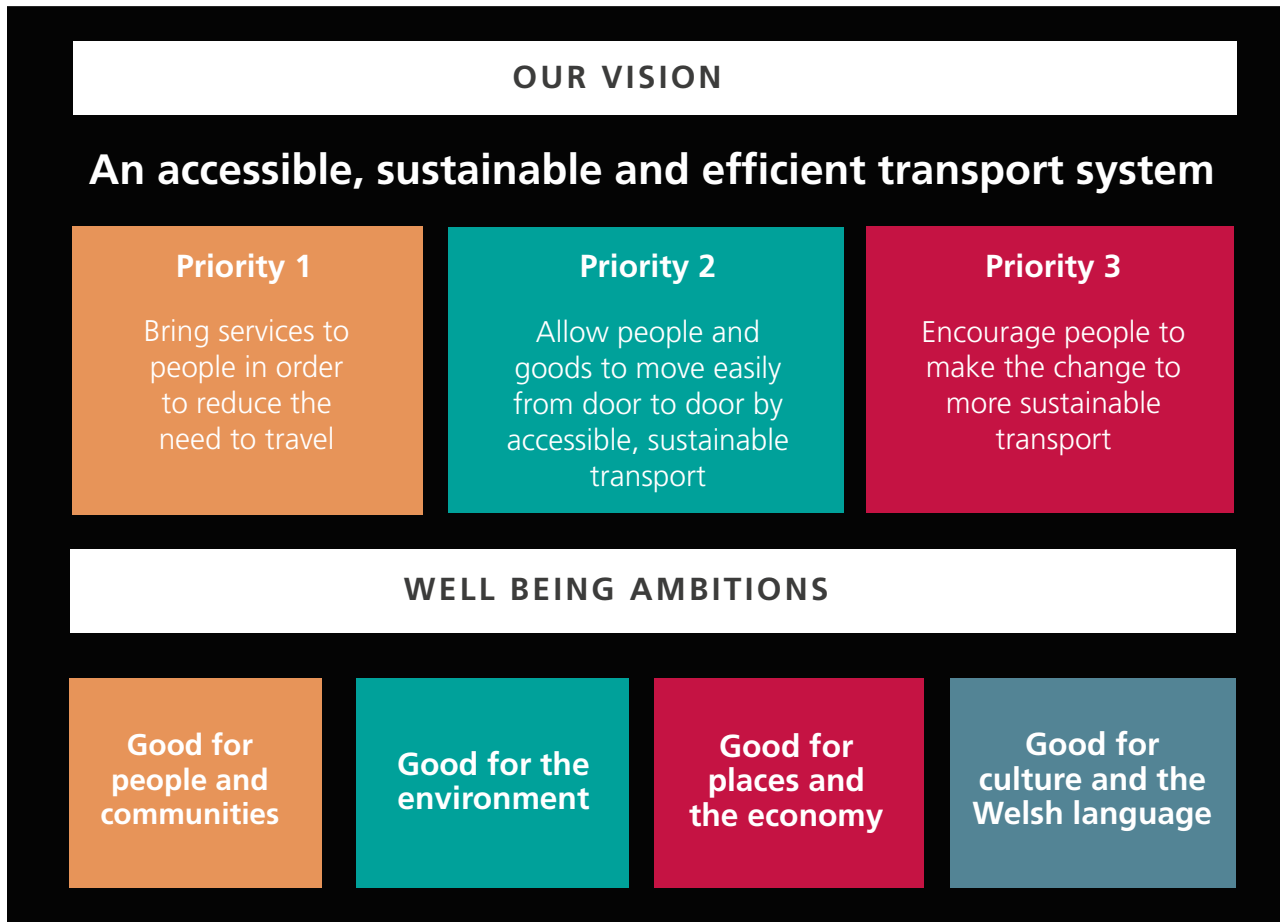 OUR VISION
An accessible, sustainable and efficient transport system
Priority 1
Bring services to
people in order
to reduce the
need to travel
Priority 2
Allow people and
goods to move easily
from door to door by
accessible, sustainable
transport
Priority 3
Encourage people to
make the change to
more sustainable
transport
WELL BEING AMBITIONS
Good for
people and
communities
Good for the
environment
Good for
places and
the economy
Good for
culture and the
Welsh language